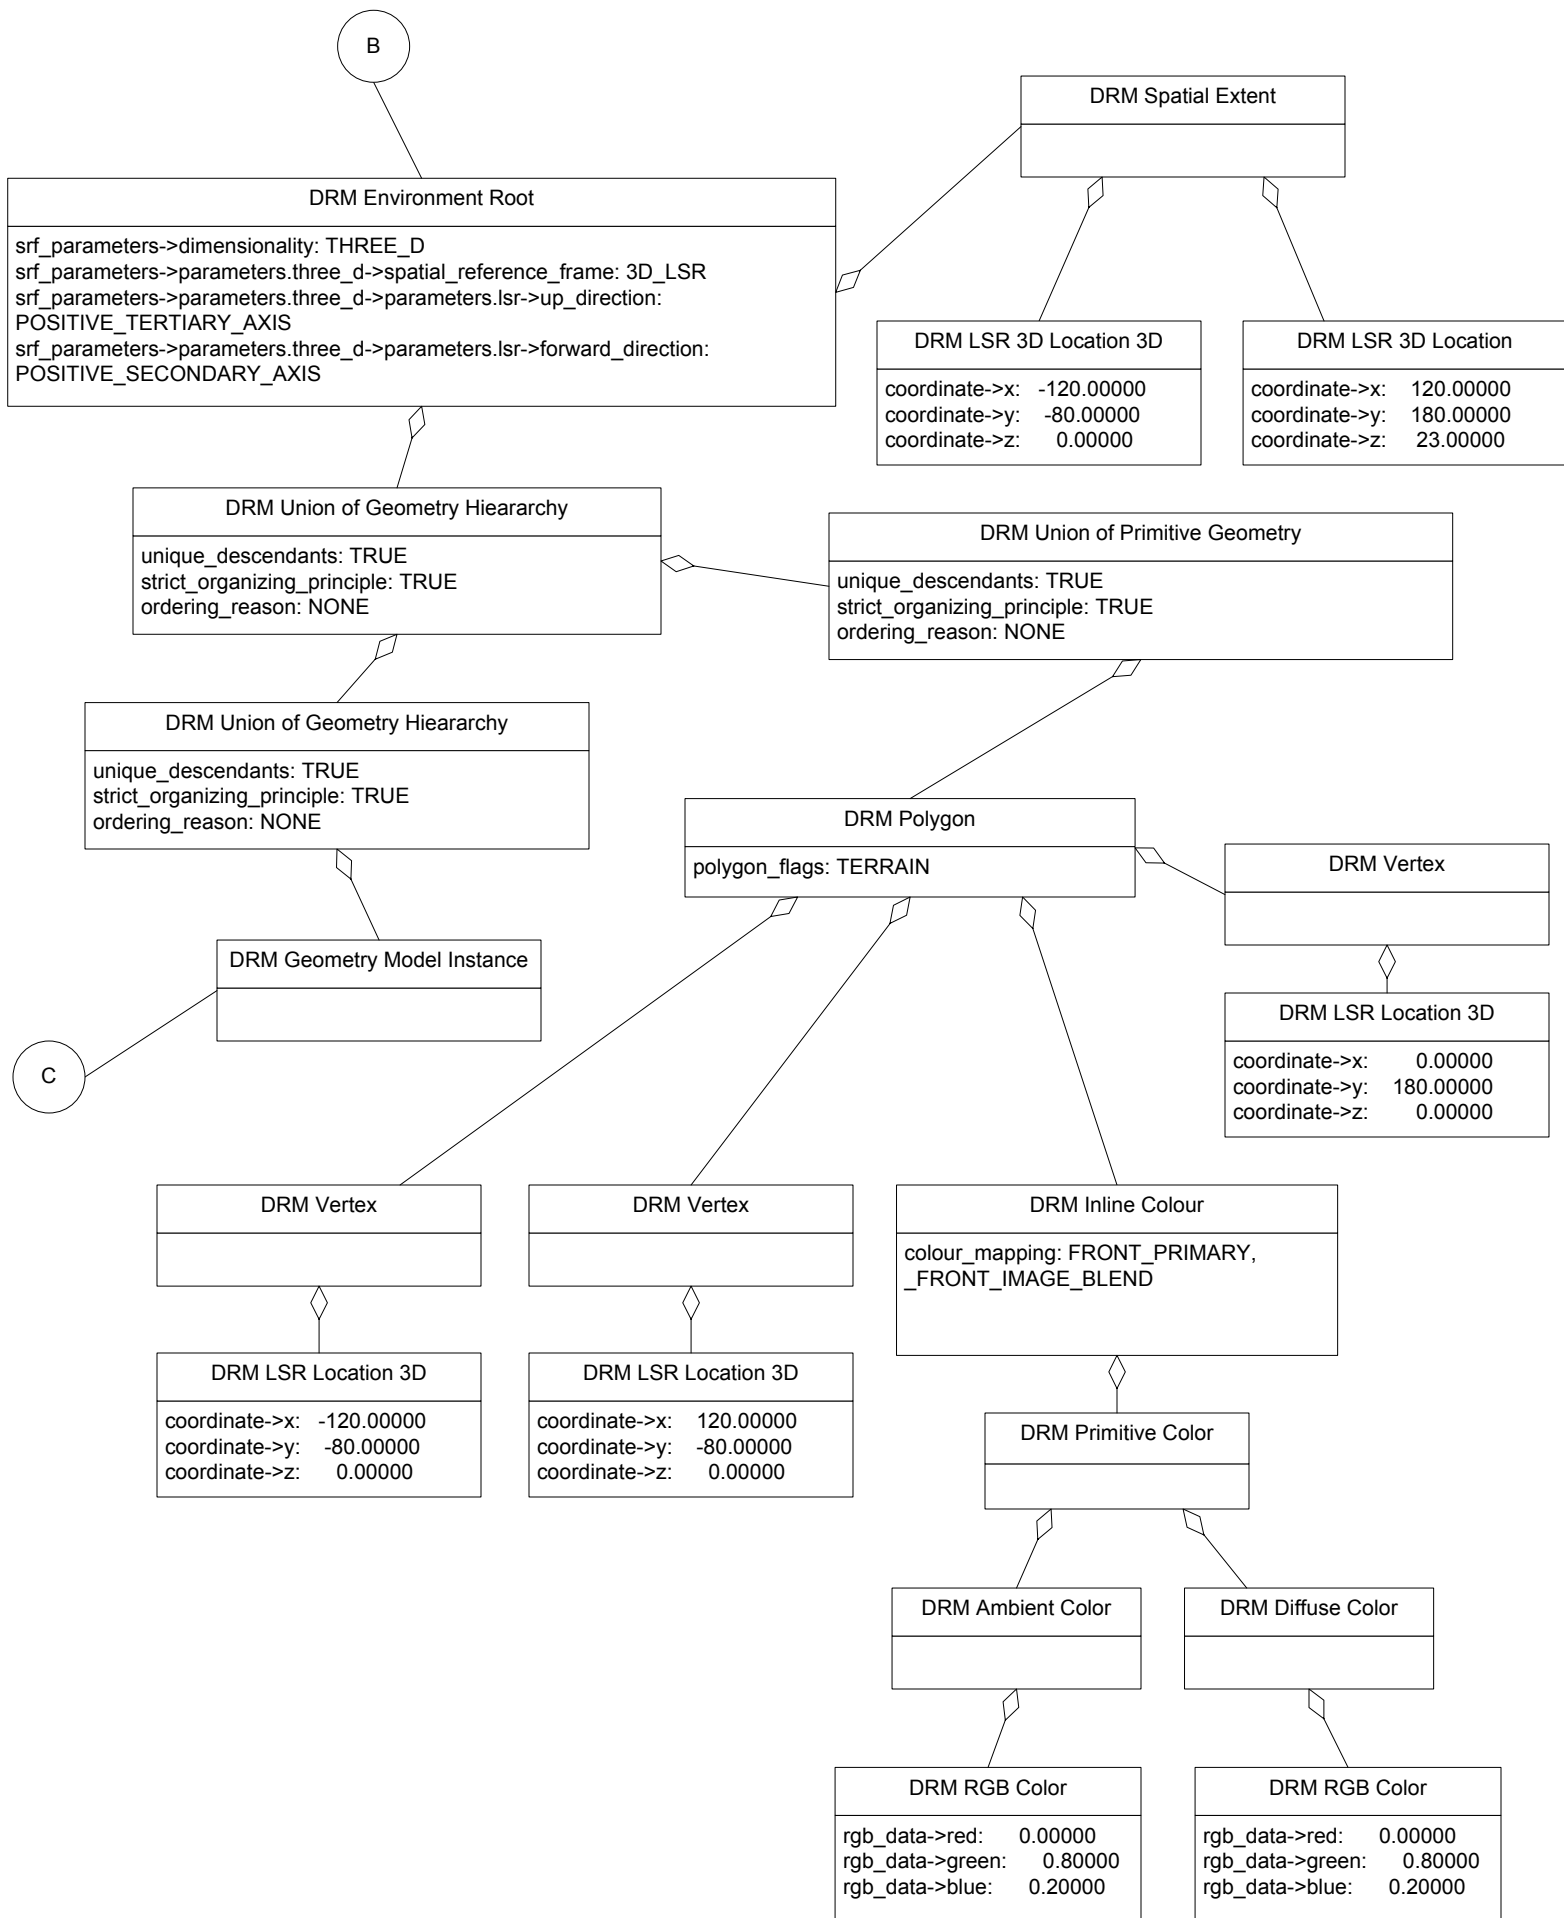 B
DRM Spatial Extent
DRM Environment Root
srf_parameters->dimensionality: THREE_D
srf_parameters->parameters.three_d->spatial_reference_frame: 3D_LSR
srf_parameters->parameters.three_d->parameters.lsr->up_direction:
POSITIVE_TERTIARY_AXIS
srf_parameters->parameters.three_d->parameters.lsr->forward_direction:
POSITIVE_SECONDARY_AXIS
DRM LSR 3D Location 3D
coordinate->x: -120.00000
coordinate->y: -80.00000
coordinate->z: 0.00000
DRM LSR 3D Location
coordinate->x: 120.00000
coordinate->y: 180.00000
coordinate->z: 23.00000
DRM Union of Geometry Hieararchy
unique_descendants: TRUE
strict_organizing_principle: TRUE
ordering_reason: NONE
DRM Union of Primitive Geometry
unique_descendants: TRUE
strict_organizing_principle: TRUE
ordering_reason: NONE
DRM Union of Geometry Hieararchy
unique_descendants: TRUE
strict_organizing_principle: TRUE
ordering_reason: NONE
DRM Polygon
polygon_flags: TERRAIN
DRM Vertex
DRM Geometry Model Instance
C
DRM LSR Location 3D
coordinate->x: 0.00000
coordinate->y: 180.00000
coordinate->z: 0.00000
DRM Vertex
DRM Vertex
DRM Inline Colour
colour_mapping: FRONT_PRIMARY,
_FRONT_IMAGE_BLEND
DRM LSR Location 3D
coordinate->x: -120.00000
coordinate->y: -80.00000
coordinate->z: 0.00000
DRM LSR Location 3D
coordinate->x: 120.00000
coordinate->y: -80.00000
coordinate->z: 0.00000
DRM Primitive Color
DRM Ambient Color
DRM Diffuse Color
DRM RGB Color
rgb_data->red: 0.00000
rgb_data->green: 0.80000
rgb_data->blue: 0.20000
DRM RGB Color
rgb_data->red: 0.00000
rgb_data->green: 0.80000
rgb_data->blue: 0.20000